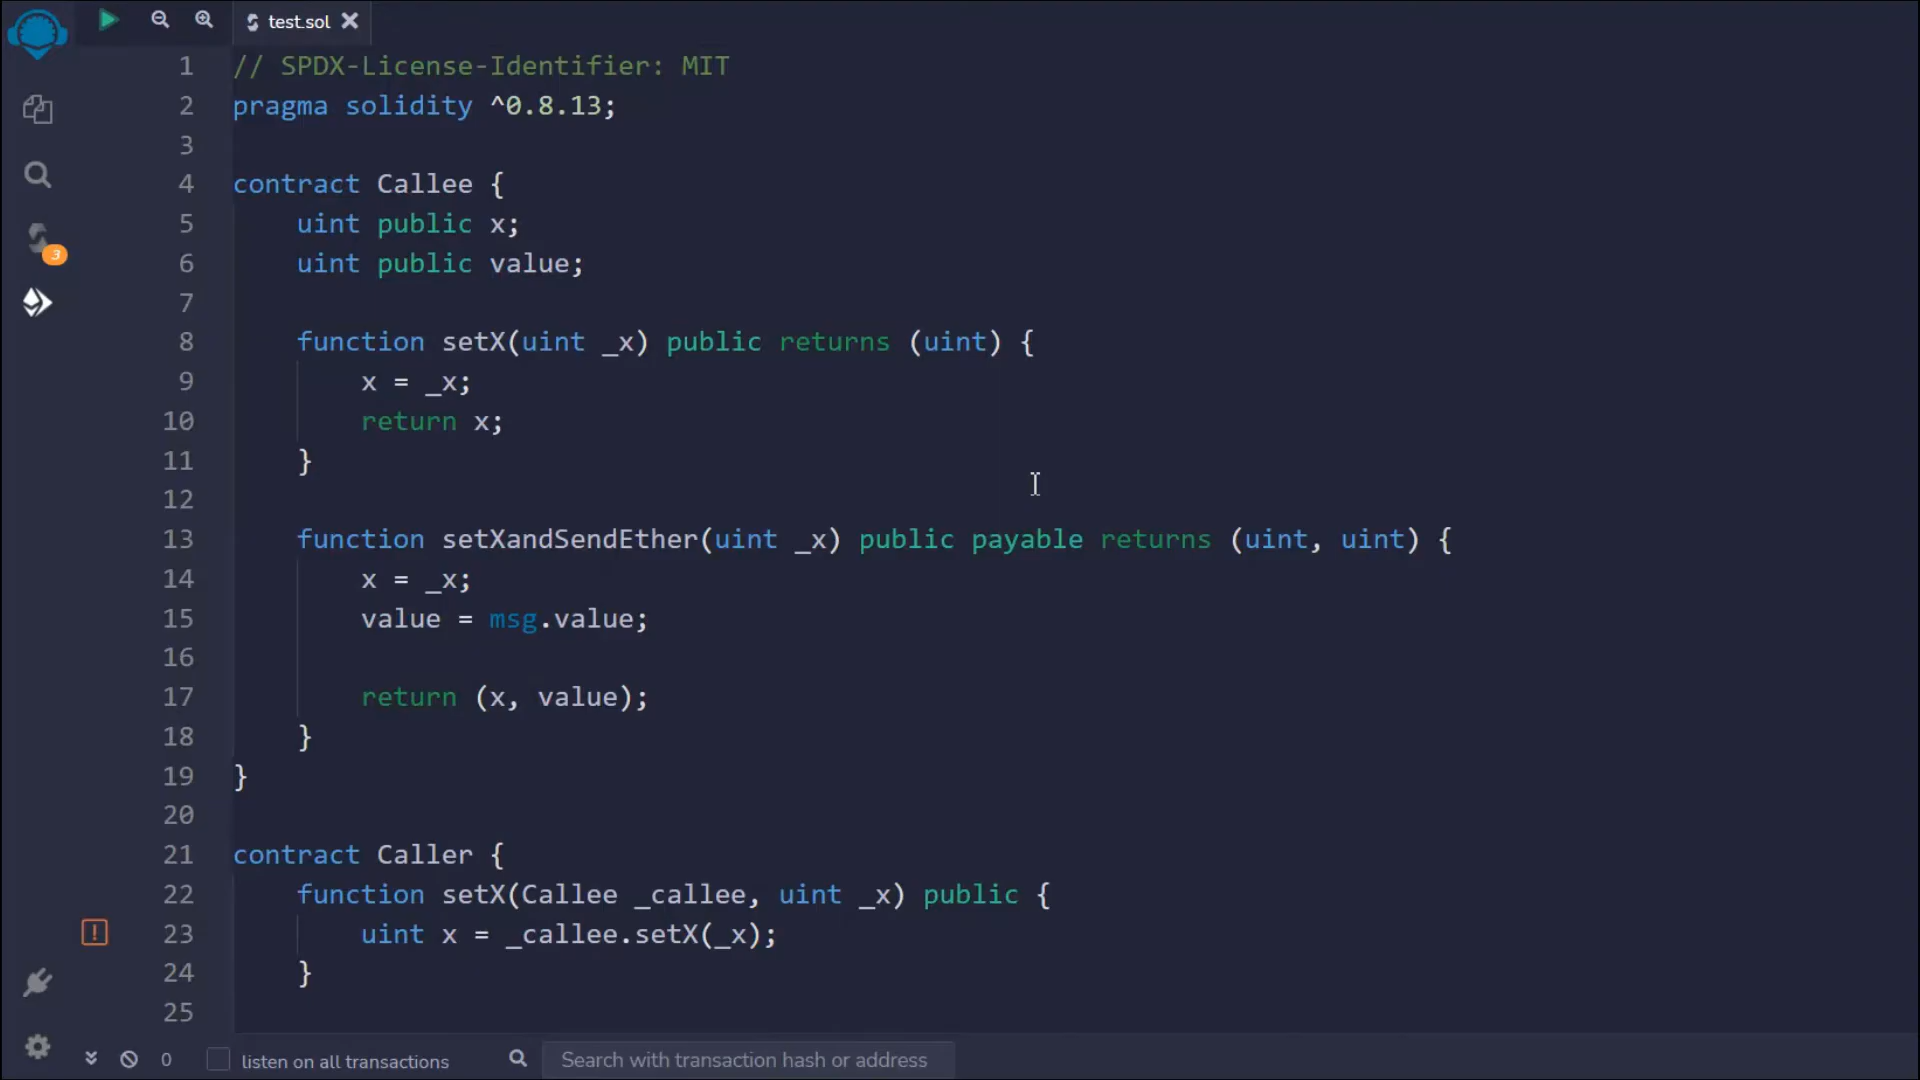 test.sol
1 // SPDX-License-Identifier: MIT
2 pragma solidity ^0.8.13;
3
4 contract Callee {
5 uint public x;
6 uint public value;
7
8 function setX(uint _x) public returns (uint) {
9 x = _x;
10 return x;
11 }
12
13 function setXandSendEther(uint _x) public payable returns (uint, uint) {
14 x = _x;
15 value = msg.value;
16
17 return (x, value);
18 }
19 }
20
21 contract Caller {
22 function setX(Callee _callee, uint _x) public {
23 uint x = _callee.setX(_x);
24 }
25
3
0 listen on all transactions Search with transaction hash or address